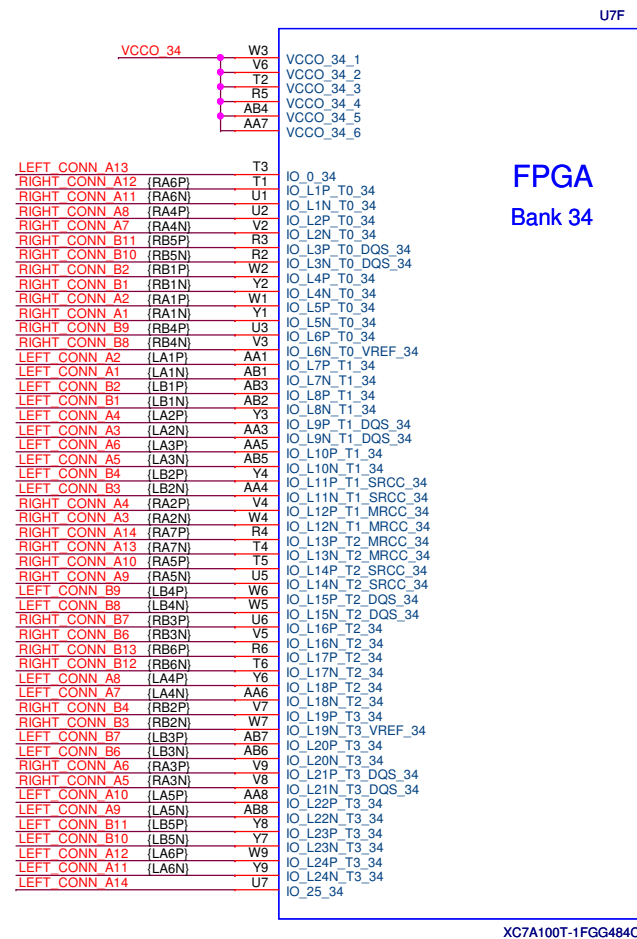 U7F
VCCO_34 W3 VCCO_34_1
V6 VCCO_34_2
T2 VCCO_34_3
R5 VCCO_34_4
AB4 VCCO_34_5
AA7 VCCO_34_6
FPGA
Bank 34
LEFT_CONN_A13 T3 IO_0_34
RIGHT_CONN_A12 {RA6P} T1 IO_L1P_T0_34
RIGHT_CONN_A11 {RA6N} U1 IO_L1N_T0_34
RIGHT_CONN_A8 {RA4P} U2 IO_L2P_T0_34
RIGHT_CONN_A7 {RA4N} V2 IO_L2N_T0_34
RIGHT_CONN_B11 {RB5P} R3 IO_L3P_T0_DQS_34
RIGHT_CONN_B10 {RB5N} R2 IO_L3N_T0_DQS_34
RIGHT_CONN_B2 {RB1P} W2 IO_L4P_T0_34
RIGHT_CONN_B1 {RB1N} Y2 IO_L4N_T0_34
RIGHT_CONN_A2 {RA1P} W1 IO_L5P_T0_34
RIGHT_CONN_A1 {RA1N} Y1 IO_L5N_T0_34
RIGHT_CONN_B9 {RB4P} U3 IO_L6P_T0_34
RIGHT_CONN_B8 {RB4N} V3 IO_L6N_T0_VREF_34
LEFT_CONN_A2 {LA1P} AA1 IO_L7P_T1_34
LEFT_CONN_A1 {LA1N} AB1 IO_L7N_T1_34
LEFT_CONN_B2 {LB1P} AB3 IO_L8P_T1_34
LEFT_CONN_B1 {LB1N} AB2 IO_L8N_T1_34
LEFT_CONN_A4 {LA2P} Y3 IO_L9P_T1_DQS_34
LEFT_CONN_A3 {LA2N} AA3 IO_L9N_T1_DQS_34
LEFT_CONN_A6 {LA3P} AA5 IO_L10P_T1_34
LEFT_CONN_A5 {LA3N} AB5 IO_L10N_T1_34
LEFT_CONN_B4 {LB2P} Y4 IO_L11P_T1_SRCC_34
LEFT_CONN_B3 {LB2N} AA4 IO_L11N_T1_SRCC_34
RIGHT_CONN_A4 {RA2P} V4 IO_L12P_T1_MRCC_34
RIGHT_CONN_A3 {RA2N} W4 IO_L12N_T1_MRCC_34
RIGHT_CONN_A14 {RA7P} R4 IO_L13P_T2_MRCC_34
RIGHT_CONN_A13 {RA7N} T4 IO_L13N_T2_MRCC_34
RIGHT_CONN_A10 {RA5P} T5 IO_L14P_T2_SRCC_34
RIGHT_CONN_A9 {RA5N} U5 IO_L14N_T2_SRCC_34
LEFT_CONN_B9 {LB4P} W6 IO_L15P_T2_DQS_34
LEFT_CONN_B8 {LB4N} W5 IO_L15N_T2_DQS_34
RIGHT_CONN_B7 {RB3P} U6 IO_L16P_T2_34
RIGHT_CONN_B6 {RB3N} V5 IO_L16N_T2_34
RIGHT_CONN_B13 {RB6P} R6 IO_L17P_T2_34
RIGHT_CONN_B12 {RB6N} T6 IO_L17N_T2_34
LEFT_CONN_A8 {LA4P} Y6 IO_L18P_T2_34
LEFT_CONN_A7 {LA4N} AA6 IO_L18N_T2_34
RIGHT_CONN_B4 {RB2P} V7 IO_L19P_T3_34
RIGHT_CONN_B3 {RB2N} W7 IO_L19N_T3_VREF_34
LEFT_CONN_B7 {LB3P} AB7 IO_L20P_T3_34
LEFT_CONN_B6 {LB3N} AB6 IO_L20N_T3_34
RIGHT_CONN_A6 {RA3P} V9 IO_L21P_T3_DQS_34
RIGHT_CONN_A5 {RA3N} V8 IO_L21N_T3_DQS_34
LEFT_CONN_A10 {LA5P} AA8 IO_L22P_T3_34
LEFT_CONN_A9 {LA5N} AB8 IO_L22N_T3_34
LEFT_CONN_B11 {LB5P} Y8 IO_L23P_T3_34
LEFT_CONN_B10 {LB5N} Y7 IO_L23N_T3_34
LEFT_CONN_A12 {LA6P} W9 IO_L24P_T3_34
LEFT_CONN_A11 {LA6N} Y9 IO_L24N_T3_34
LEFT_CONN_A14 U7 IO_25_34
XC7A100T-1FGG484C